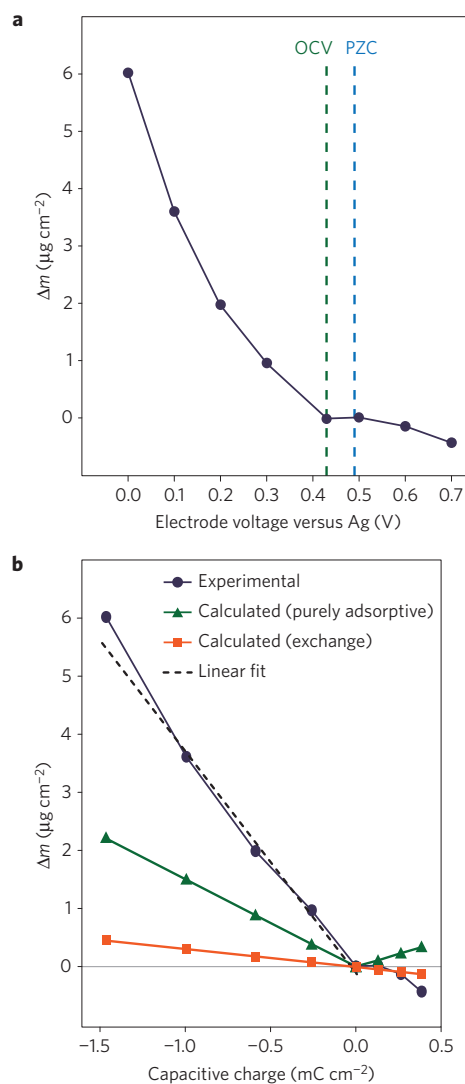 a
OCV PZC
6
5
4
3
2
1
0
Δm (μg cm⁻²)
0.0 0.1 0.2 0.3 0.4 0.5 0.6 0.7
Electrode voltage versus Ag (V)
b
Experimental
Calculated (purely adsorptive)
Calculated (exchange)
Linear fit
6
5
4
3
2
1
0
Δm (μg cm⁻²)
−1.5 −1.0 −0.5 0.0 0.5
Capacitive charge (mC cm⁻²)